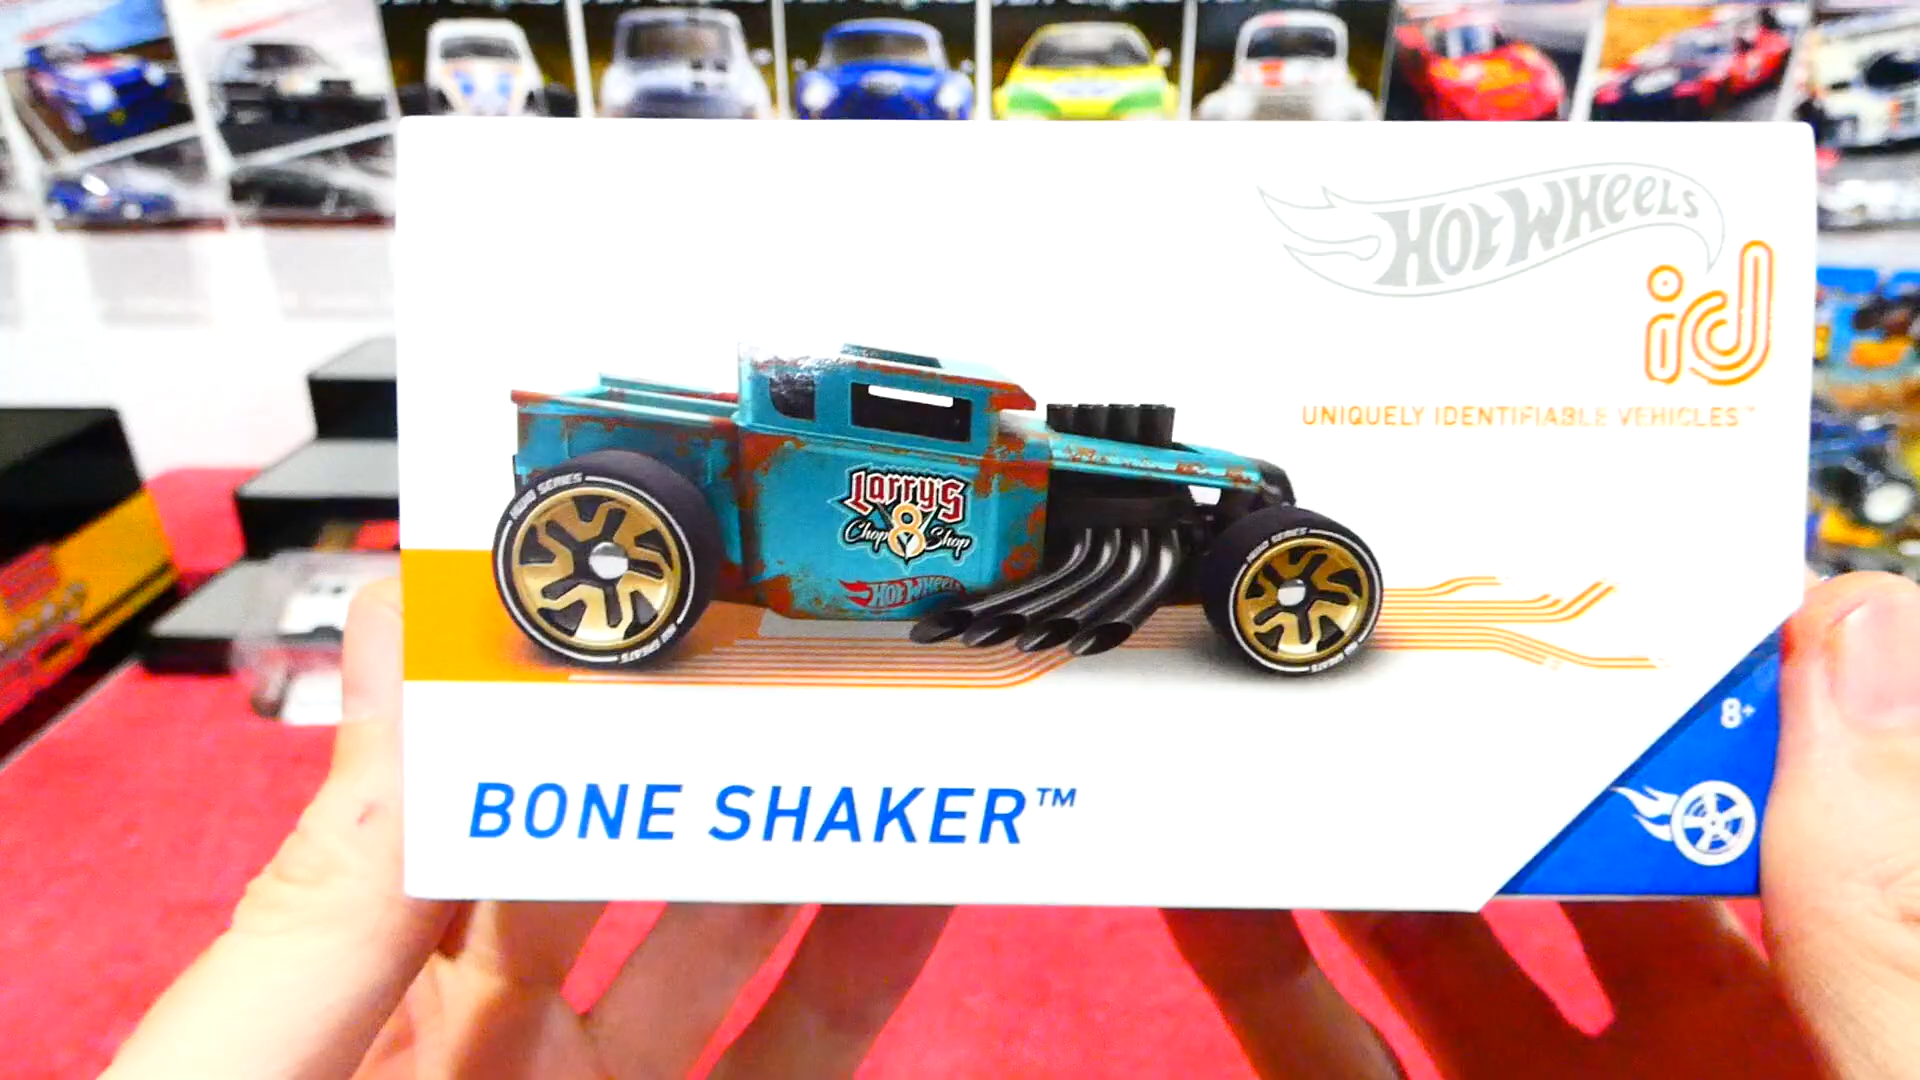 HOT WHEELS
id
UNIQUELY IDENTIFIABLE VEHICLES™
Larry's
8
Chop Shop
HOT WHEELS
BONE SHAKER™
8+